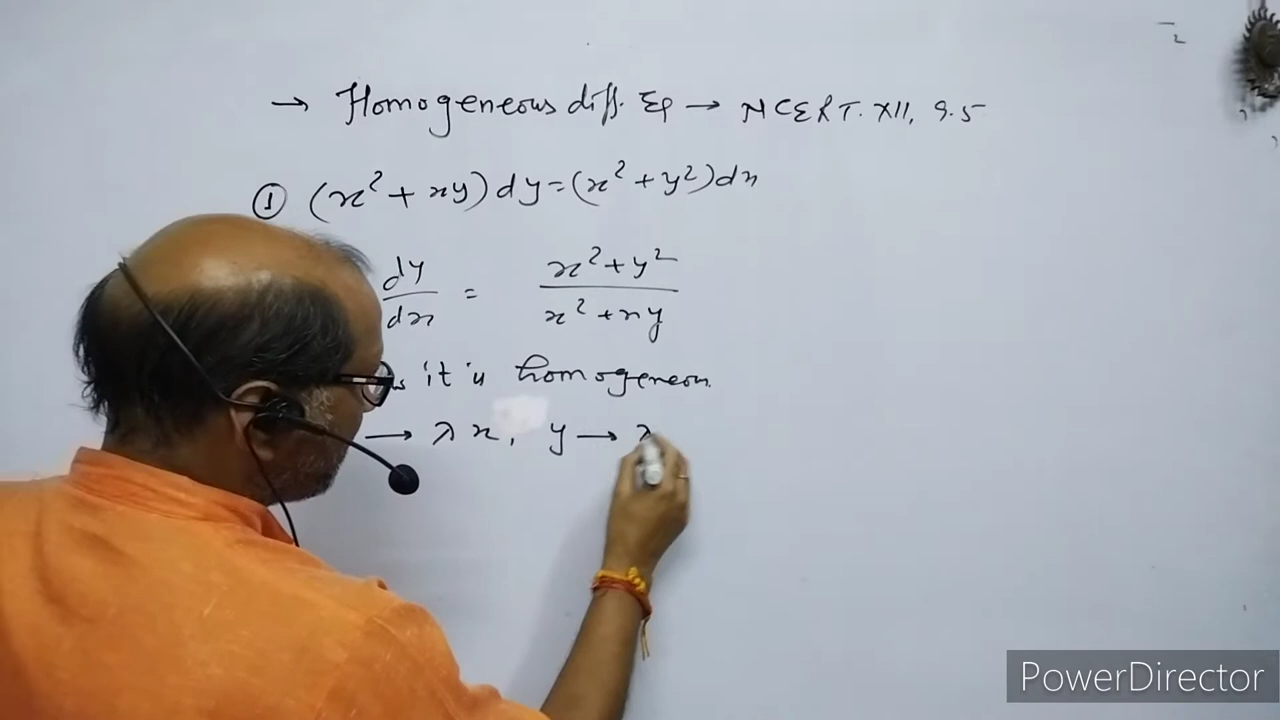 → Homogeneous diff. Eq → NCERT. XII, 9.5
① (x² + xy) dy = (x² + y²) dx
dy/dx = x² + y² / x² + xy
it is homogeneous
→ λx, y → λ
PowerDirector